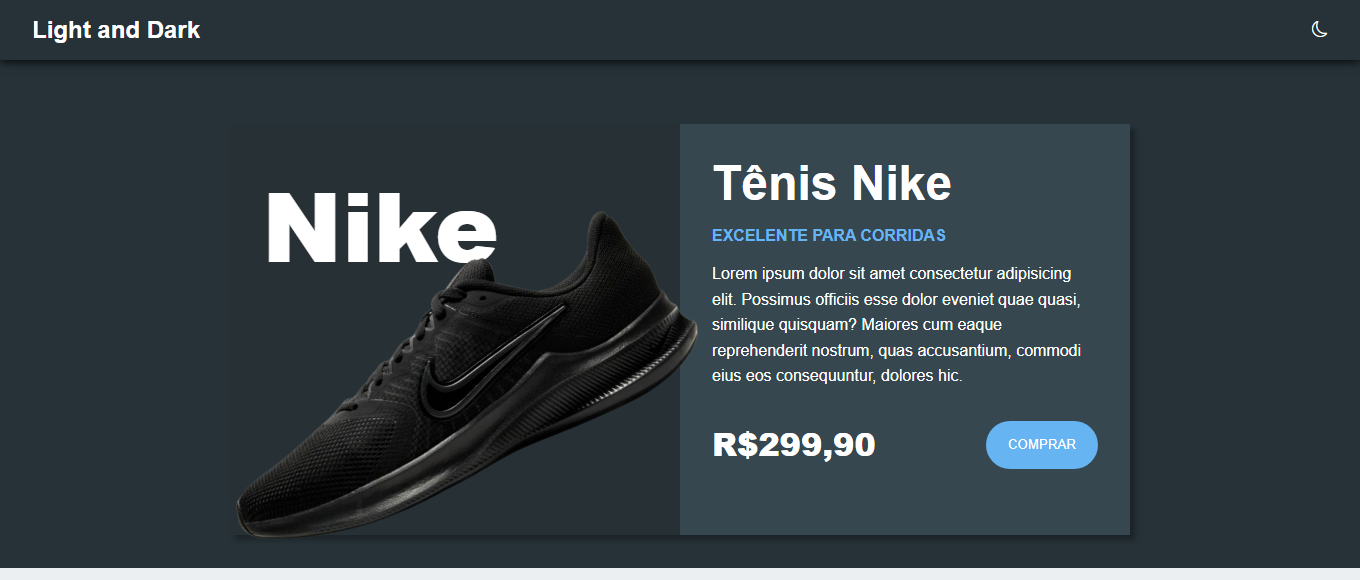 Light and Dark
Nike
Tênis Nike
EXCELENTE PARA CORRIDAS
Lorem ipsum dolor sit amet consectetur adipisicing
elit. Possimus officiis esse dolor eveniet quae quasi,
similique quisquam? Maiores cum eaque
reprehenderit nostrum, quas accusantium, commodi
eius eos consequuntur, dolores hic.
R$299,90
COMPRAR